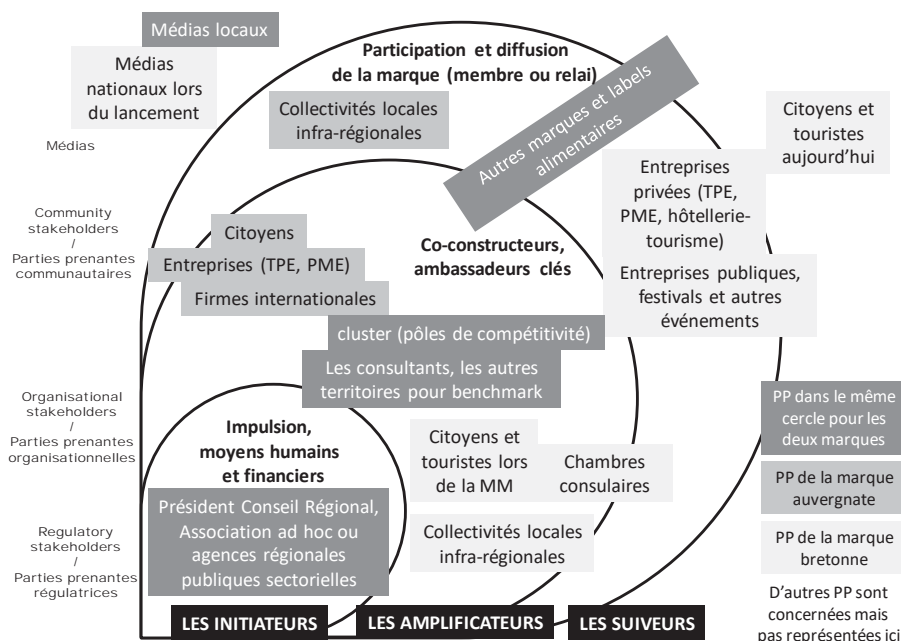 Médias locaux
Médias
nationaux lors
du lancement
Médias
Participation et diffusion
de la marque (membre ou relai)
Collectivités locales
infra-régionales
Autres marques et labels
alimentaires
Citoyens et
touristes
aujourd’hui
Entreprises
privées (TPE,
PME, hôtellerie-
tourisme)
Community
stakeholders
/
Parties prenantes
communautaires
Citoyens
Entreprises (TPE, PME)
Firmes internationales
Co-constructeurs,
ambassadeurs clés
Entreprises publiques,
festivals et autres
événements
cluster (pôles de compétitivité)
Les consultants, les autres
territoires pour benchmark
Organisational
stakeholders
/
Parties prenantes
organisationnelles
Impulsion,
moyens humains
et financiers
Citoyens et
touristes lors
de la MM
Chambres
consulaires
PP dans le même
cercle pour les
deux marques
PP de la marque
auvergnate
PP de la marque
bretonne
D’autres PP sont
concernées mais
pas représentées ici
Regulatory
stakeholders
/
Parties prenantes
régulatrices
Président Conseil Régional,
Association ad hoc ou
agences régionales
publiques sectorielles
Collectivités locales
infra-régionales
LES INITIATEURS
LES AMPLIFICATEURS
LES SUIVEURS